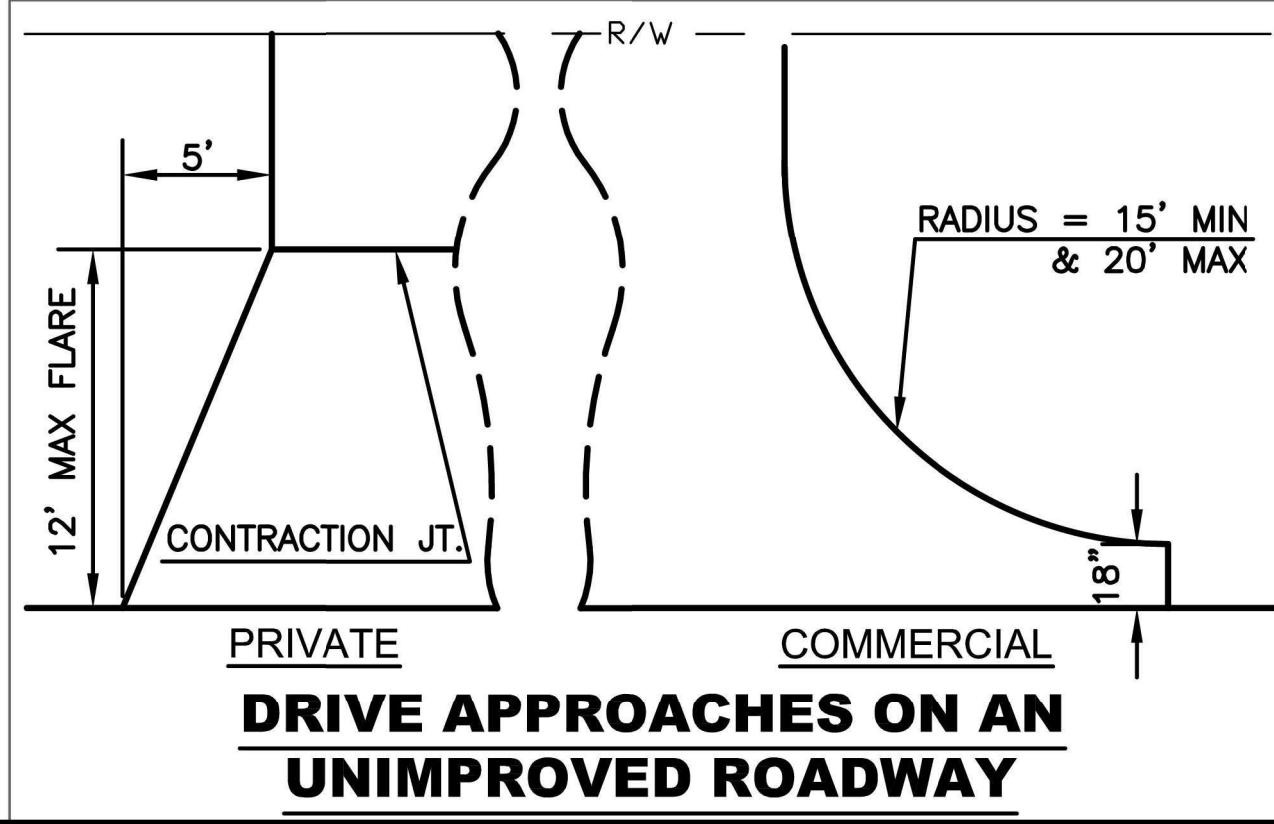 R/W
5’
RADIUS = 15’ MIN
& 20’ MAX
12’ MAX FLARE
CONTRACTION JT.
18”
PRIVATE
COMMERCIAL
DRIVE APPROACHES ON AN
UNIMPROVED ROADWAY